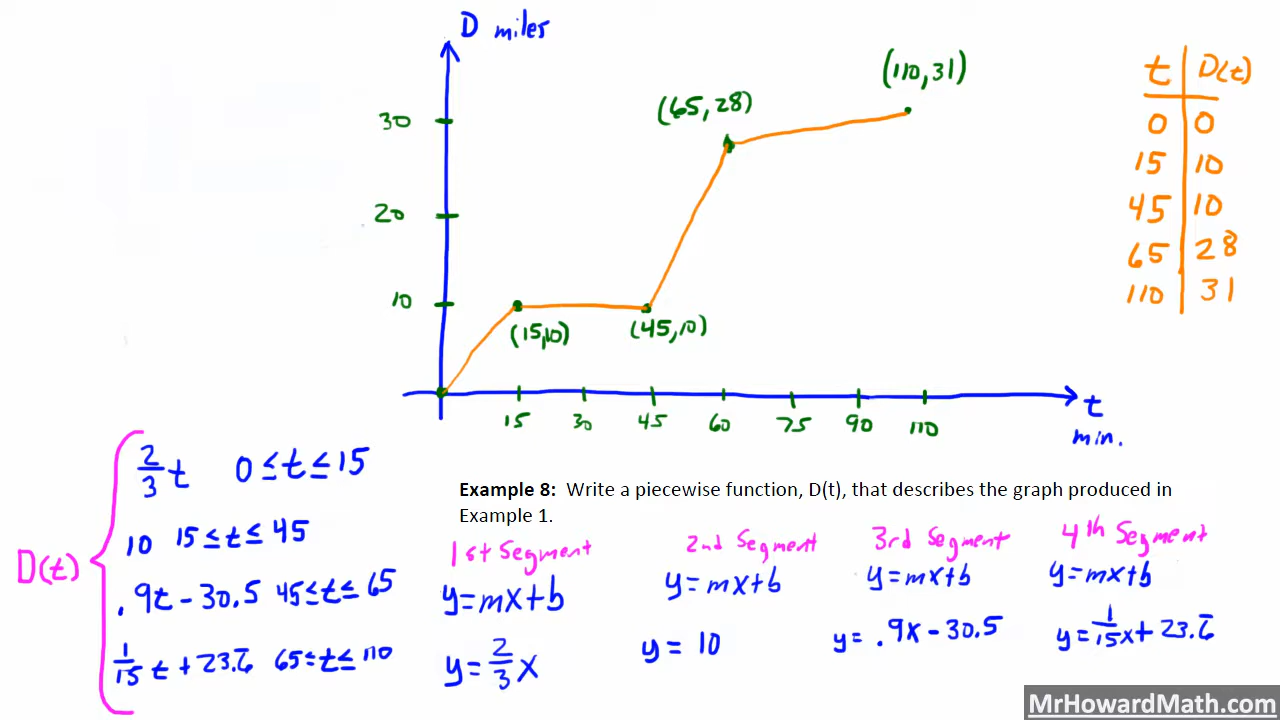 D miles
(110,31)
(65,28)
30
20
10
(15,10)
(45,10)
15 30 45 60 75 90 110
t
min.
t D(t)
0 0
15 10
45 10
65 28
110 31
Example 8: Write a piecewise function, D(t), that describes the graph produced in
Example 1.
D(t)
2/3 t 0 ≤ t ≤ 15
10 15 ≤ t ≤ 45
.9t - 30.5 45 ≤ t ≤ 65
1/15 t + 23.6̅ 65 ≤ t ≤ 110
1st Segment
y = mx + b
y = 2/3 x
2nd Segment
y = mx + b
y = 10
3rd Segment
y = mx + b
y = .9x - 30.5
4th Segment
y = mx + b
y = 1/15 x + 23.6̅
MrHowardMath.com